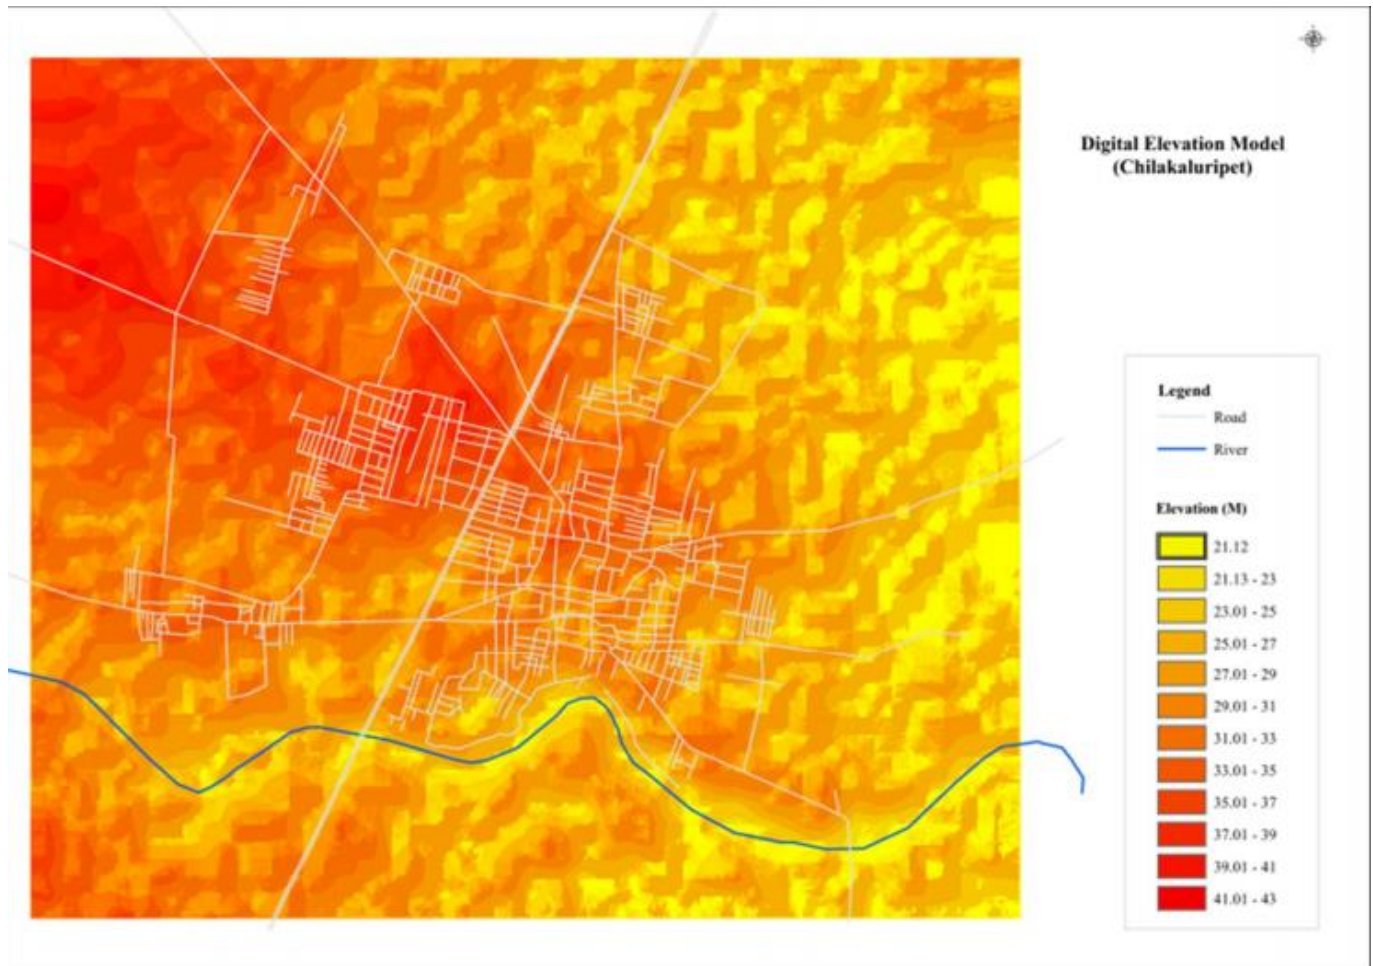 Digital Elevation Model
(Chilakaluripet)
Legend
Road
River
Elevation (M)
21.12
21.13 - 23
23.01 - 25
25.01 - 27
27.01 - 29
29.01 - 31
31.01 - 33
33.01 - 35
35.01 - 37
37.01 - 39
39.01 - 41
41.01 - 43